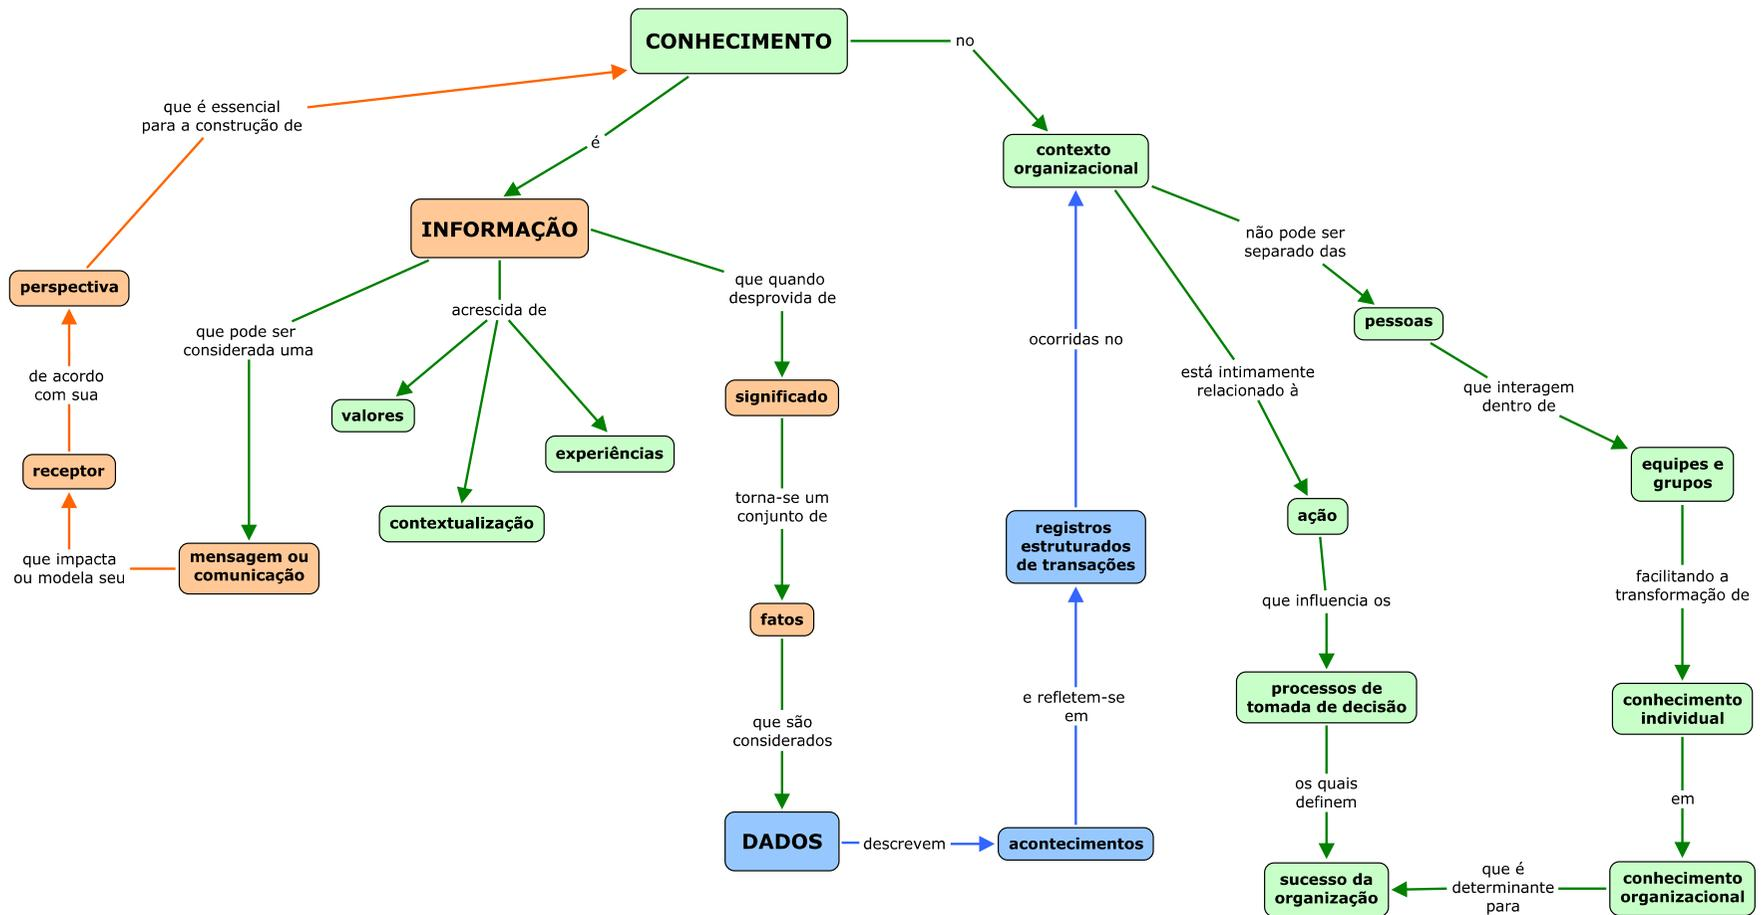 CONHECIMENTO
no
que é essencial
para a construção de
é
contexto
organizacional
INFORMAÇÃO
não pode ser
separado das
perspectiva
que quando
desprovida de
acrescida de
pessoas
que pode ser
considerada uma
ocorridas no
de acordo
com sua
está intimamente
relacionado à
que interagem
dentro de
significado
valores
experiências
receptor
equipes e
grupos
torna-se um
conjunto de
contextualização
ação
registros
estruturados
de transações
que impacta
ou modela seu
mensagem ou
comunicação
facilitando a
transformação de
que influencia os
fatos
processos de
tomada de decisão
e refletem-se
em
conhecimento
individual
que são
considerados
os quais
definem
em
DADOS
descrevem
acontecimentos
sucesso da
organização
que é
determinante
para
conhecimento
organizacional